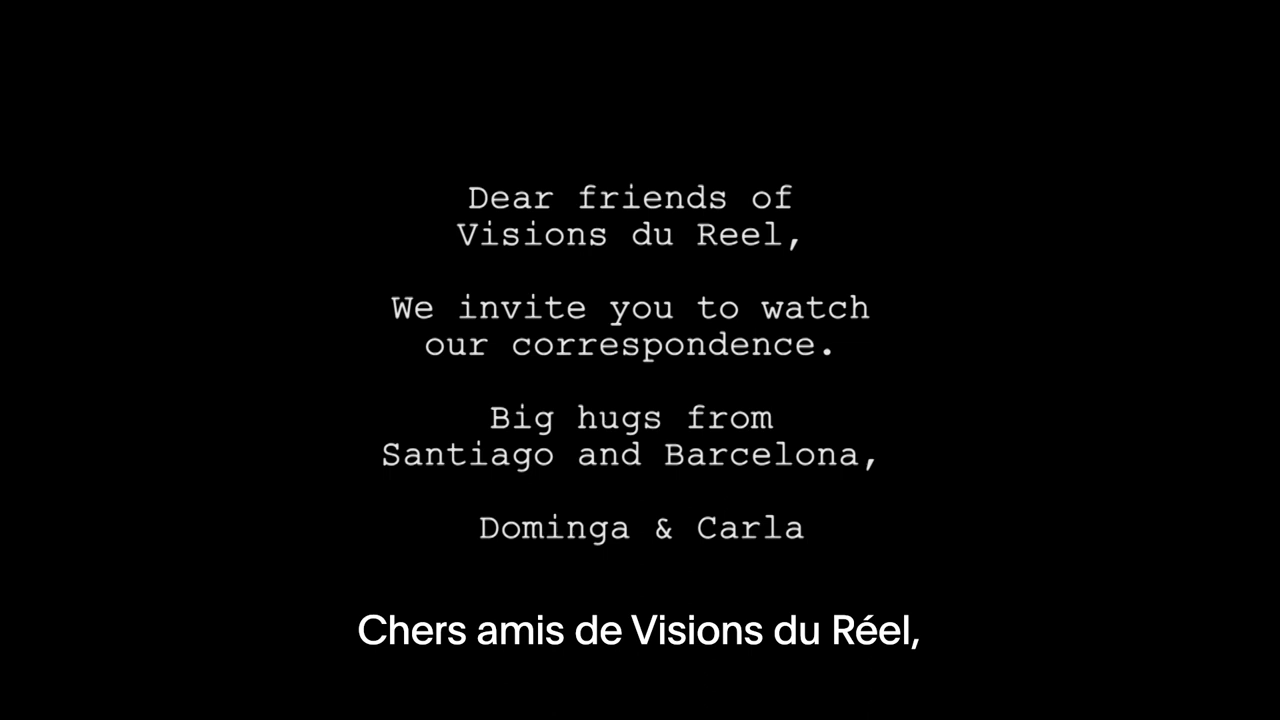 Dear friends of
Visions du Reel,
We invite you to watch
our correspondence.
Big hugs from
Santiago and Barcelona,
Dominga & Carla
Chers amis de Visions du Réel,